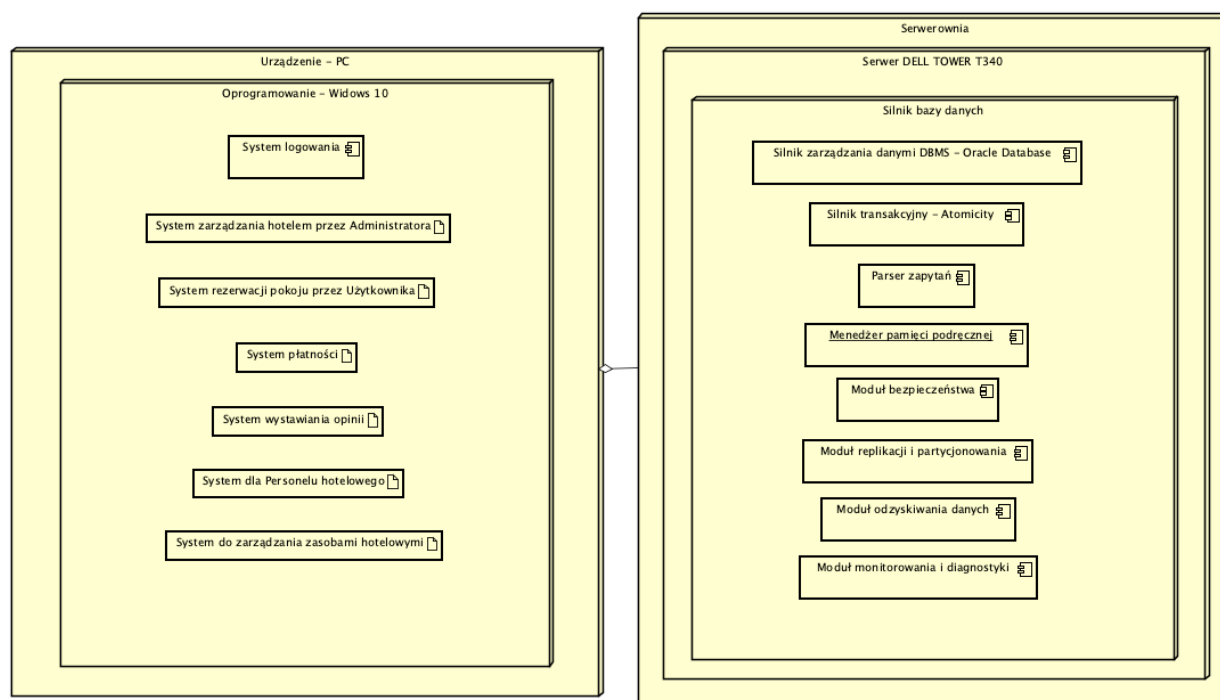 Urządzenie – PC
Oprogramowanie – Widows 10
System logowania
System zarządzania hotelem przez Administratora
System rezerwacji pokoju przez Użytkownika
System płatności
System wystawiania opinii
System dla Personelu hotelowego
System do zarządzania zasobami hotelowymi
Serwerownia
Serwer DELL TOWER T340
Silnik bazy danych
Silnik zarządzania danymi DBMS – Oracle Database
Silnik transakcyjny – Atomicity
Parser zapytań
Menedżer pamięci podręcznej
Moduł bezpieczeństwa
Moduł replikacji i partycjonowania
Moduł odzyskiwania danych
Moduł monitorowania i diagnostyki